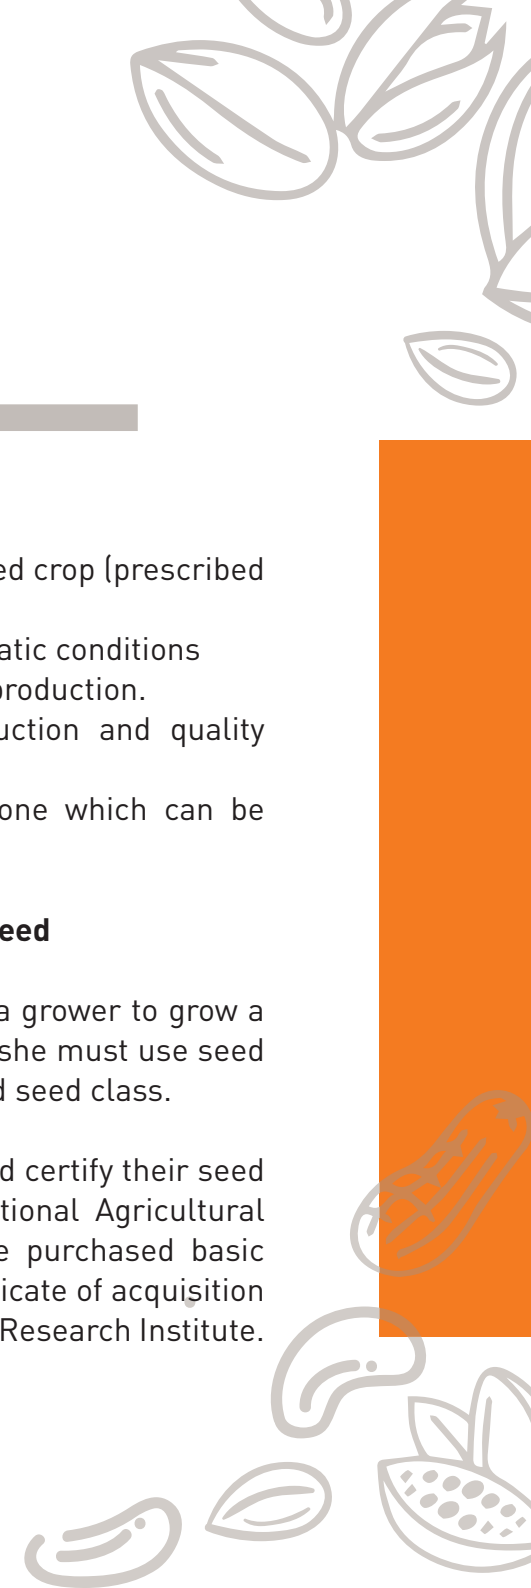 ed crop (prescribed
atic conditions
production.
uction and quality
one which can be
eed
a grower to grow a
she must use seed
d seed class.
d certify their seed
tional Agricultural
e purchased basic
icate of acquisition
Research Institute.